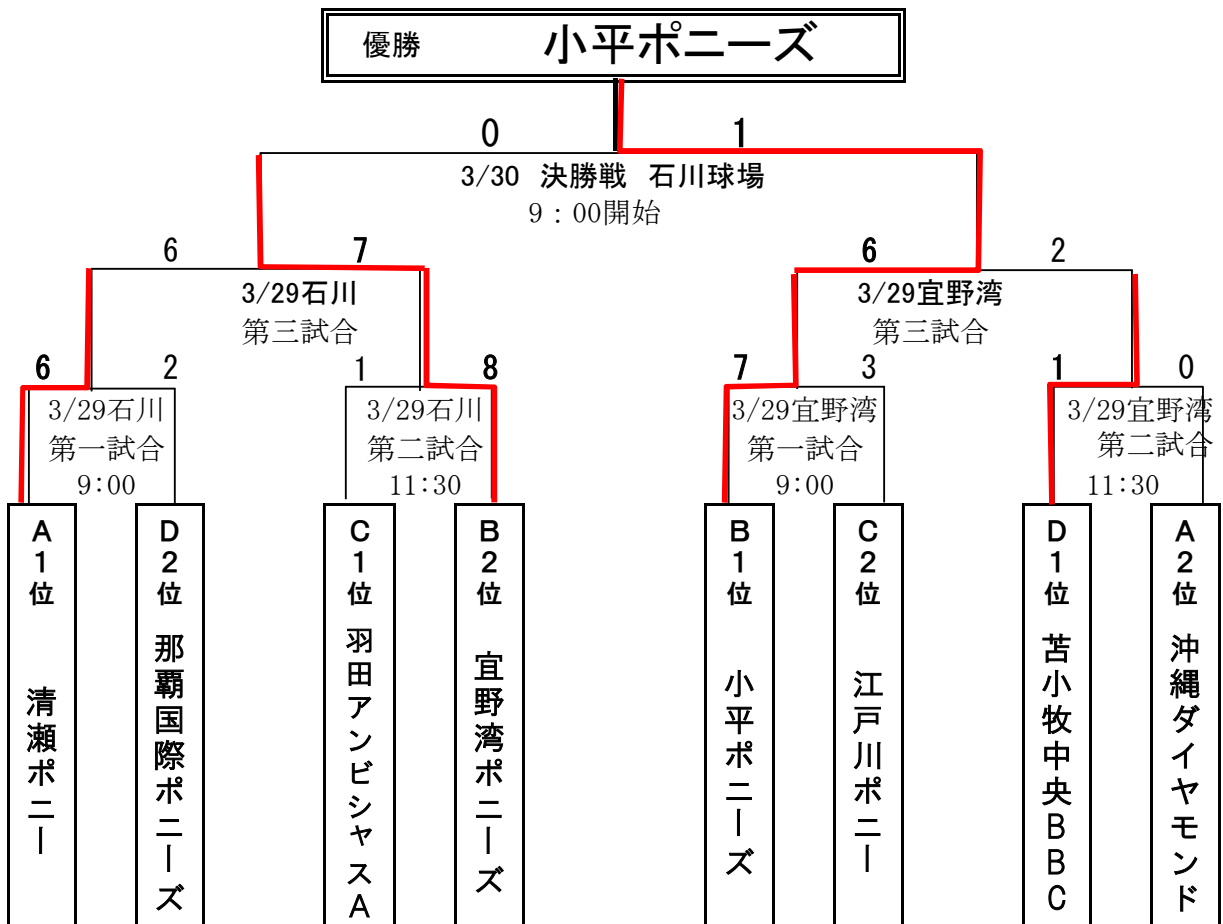 優勝 小平ポニーズ
0 1
3/30 決勝戦 石川球場
9：00開始
6 7 6 2
3/29石川 3/29宜野湾
第三試合 第三試合
6 2 1 8 7 3 1 0
3/29石川 3/29石川 3/29宜野湾 3/29宜野湾
第一試合 第二試合 第一試合 第二試合
9:00 11:30 9:00 11:30
A1位 清瀬ポニー
D2位 那覇国際ポニーズ
C1位 羽田アンビシャスA
B2位 宜野湾ポニーズ
B1位 小平ポニーズ
C2位 江戸川ポニー
D1位 苫小牧中央BBC
A2位 沖縄ダイヤモンド